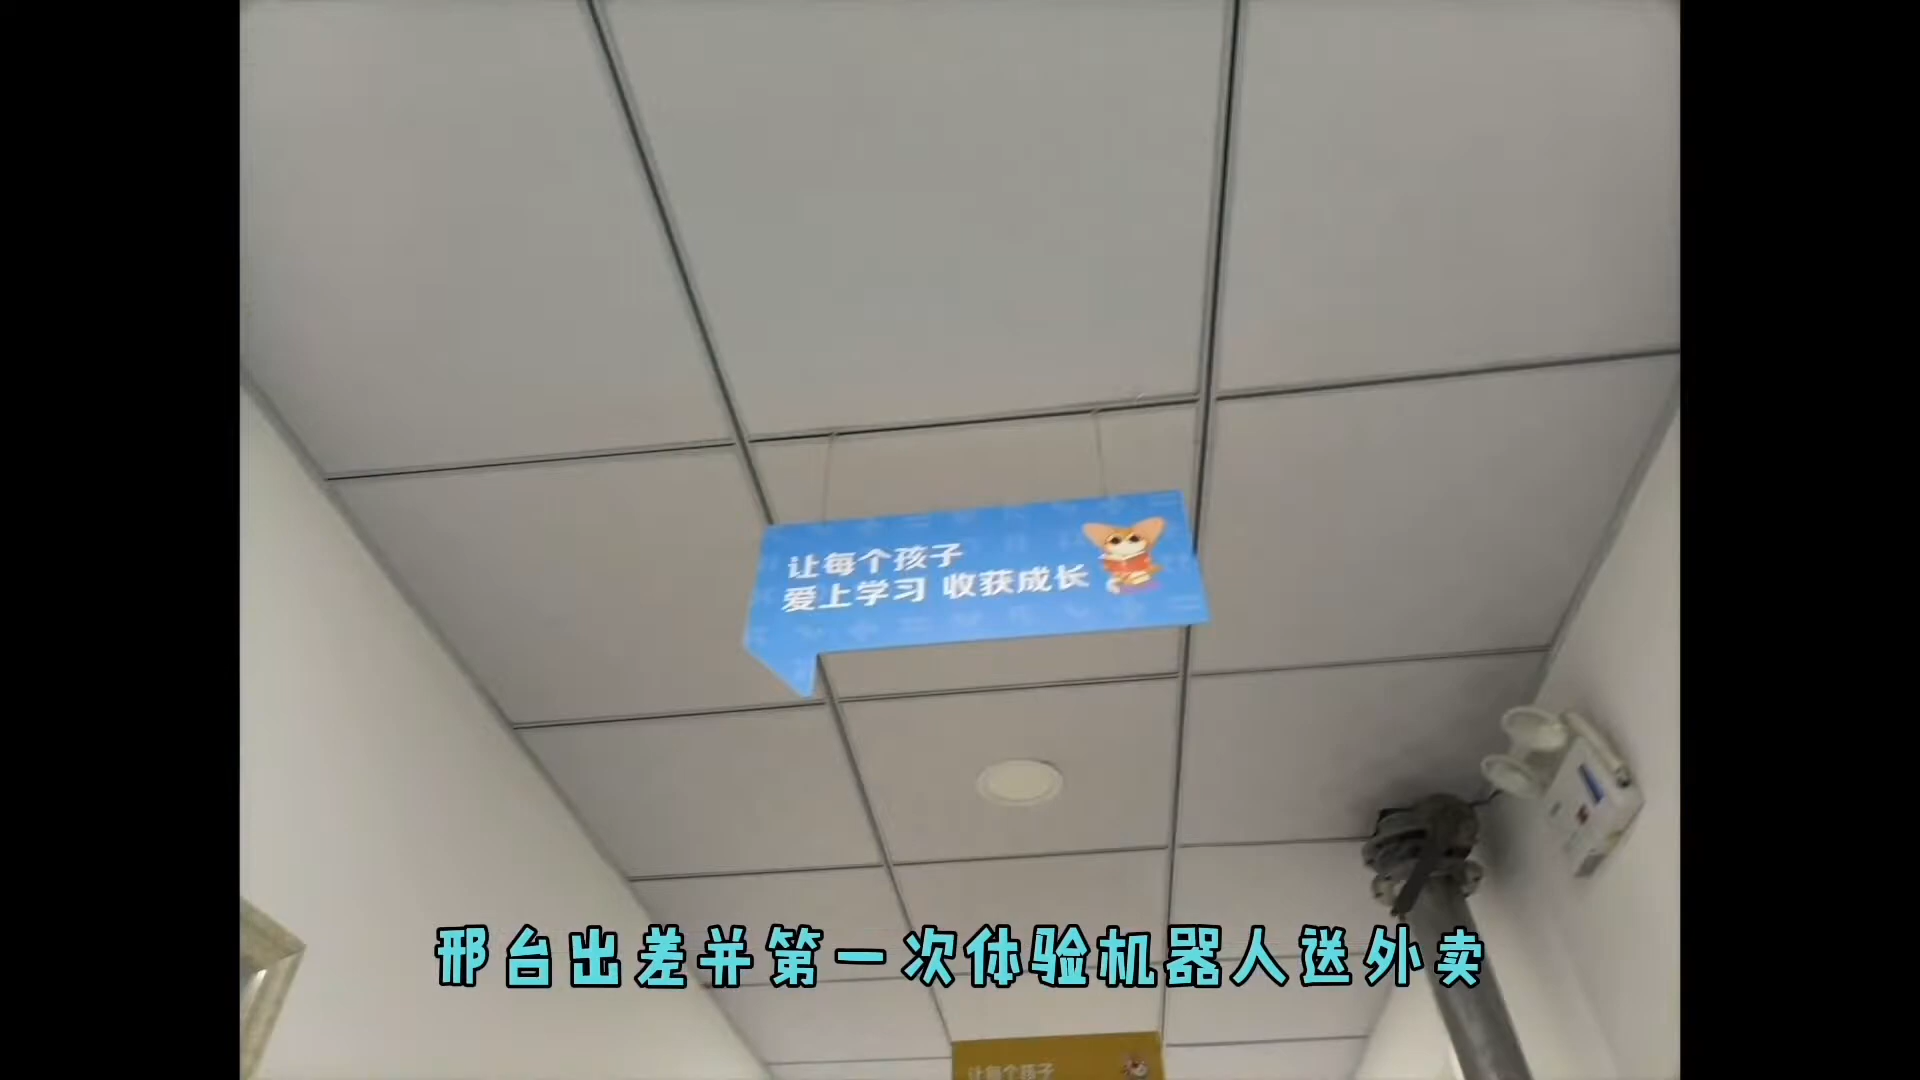 让每个孩子
爱上学习 收获成长
邢台出差并第一次体验机器人送外卖
让每个孩子